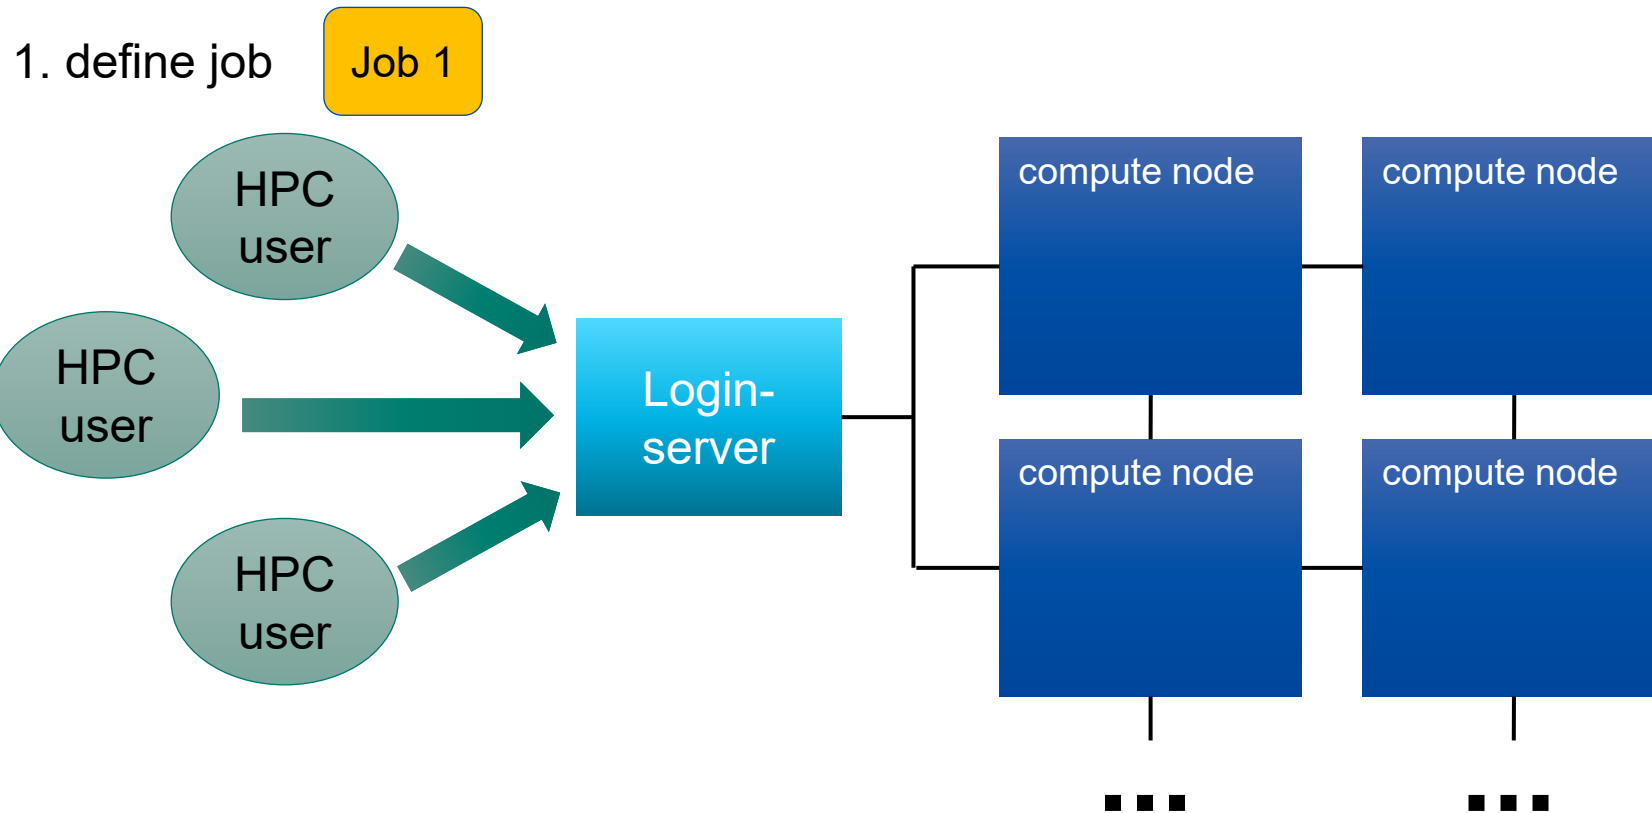 1. define job
Job 1
HPC
user
HPC
user
HPC
user
Login-
server
compute node
compute node
compute node
compute node
...
...